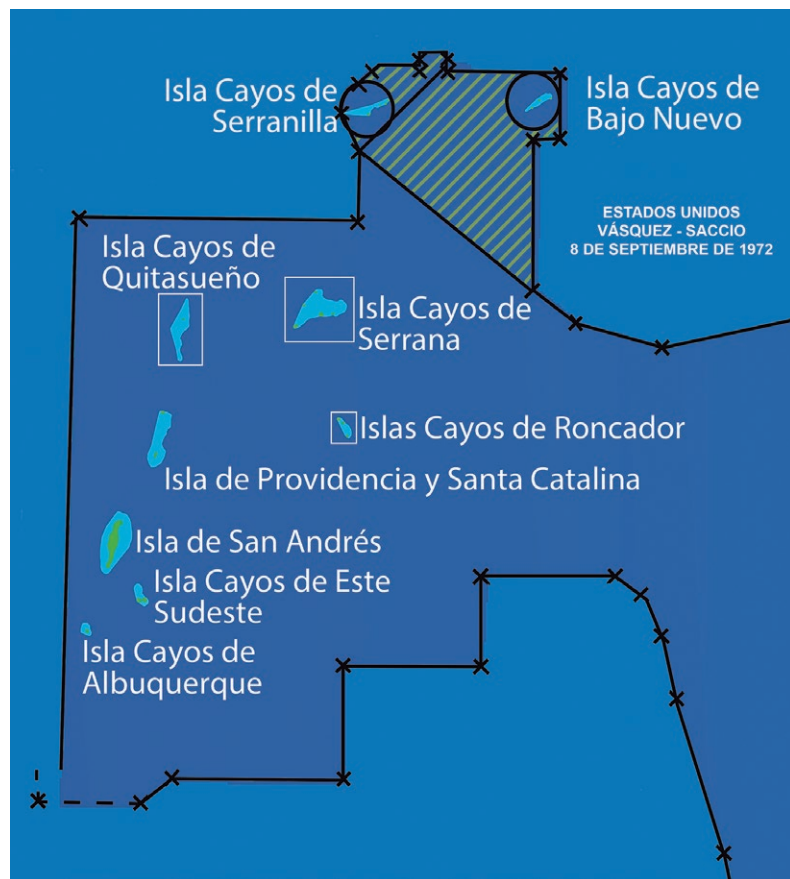 Isla Cayos de
Serranilla
Isla Cayos de
Bajo Nuevo
ESTADOS UNIDOS
VÁSQUEZ - SACCIO
8 DE SEPTIEMBRE DE 1972
Isla Cayos de
Quitasueño
Isla Cayos de
Serrana
Islas Cayos de Roncador
Isla de Providencia y Santa Catalina
Isla de San Andrés
Isla Cayos de Este
Sudeste
Isla Cayos de
Albuquerque